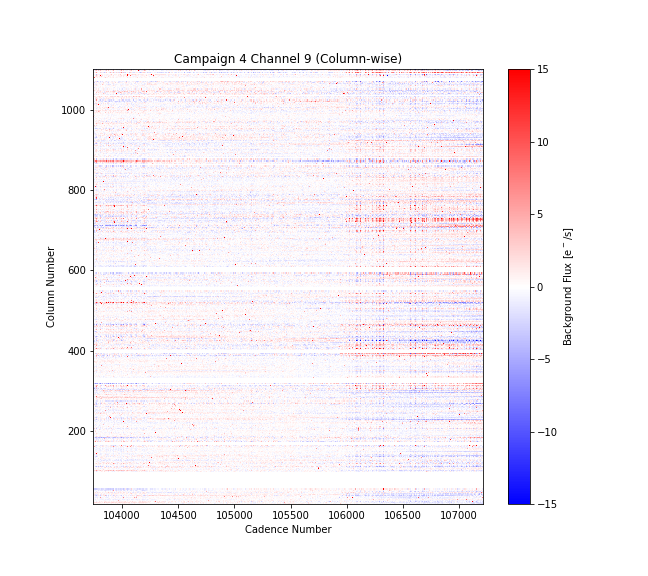 Campaign 4 Channel 9 (Column-wise)
1000
800
600
400
200
Column Number
104000 104500 105000 105500 106000 106500 107000
Cadence Number
15
10
5
0
−5
−10
−15
Background Flux [e⁻/s]